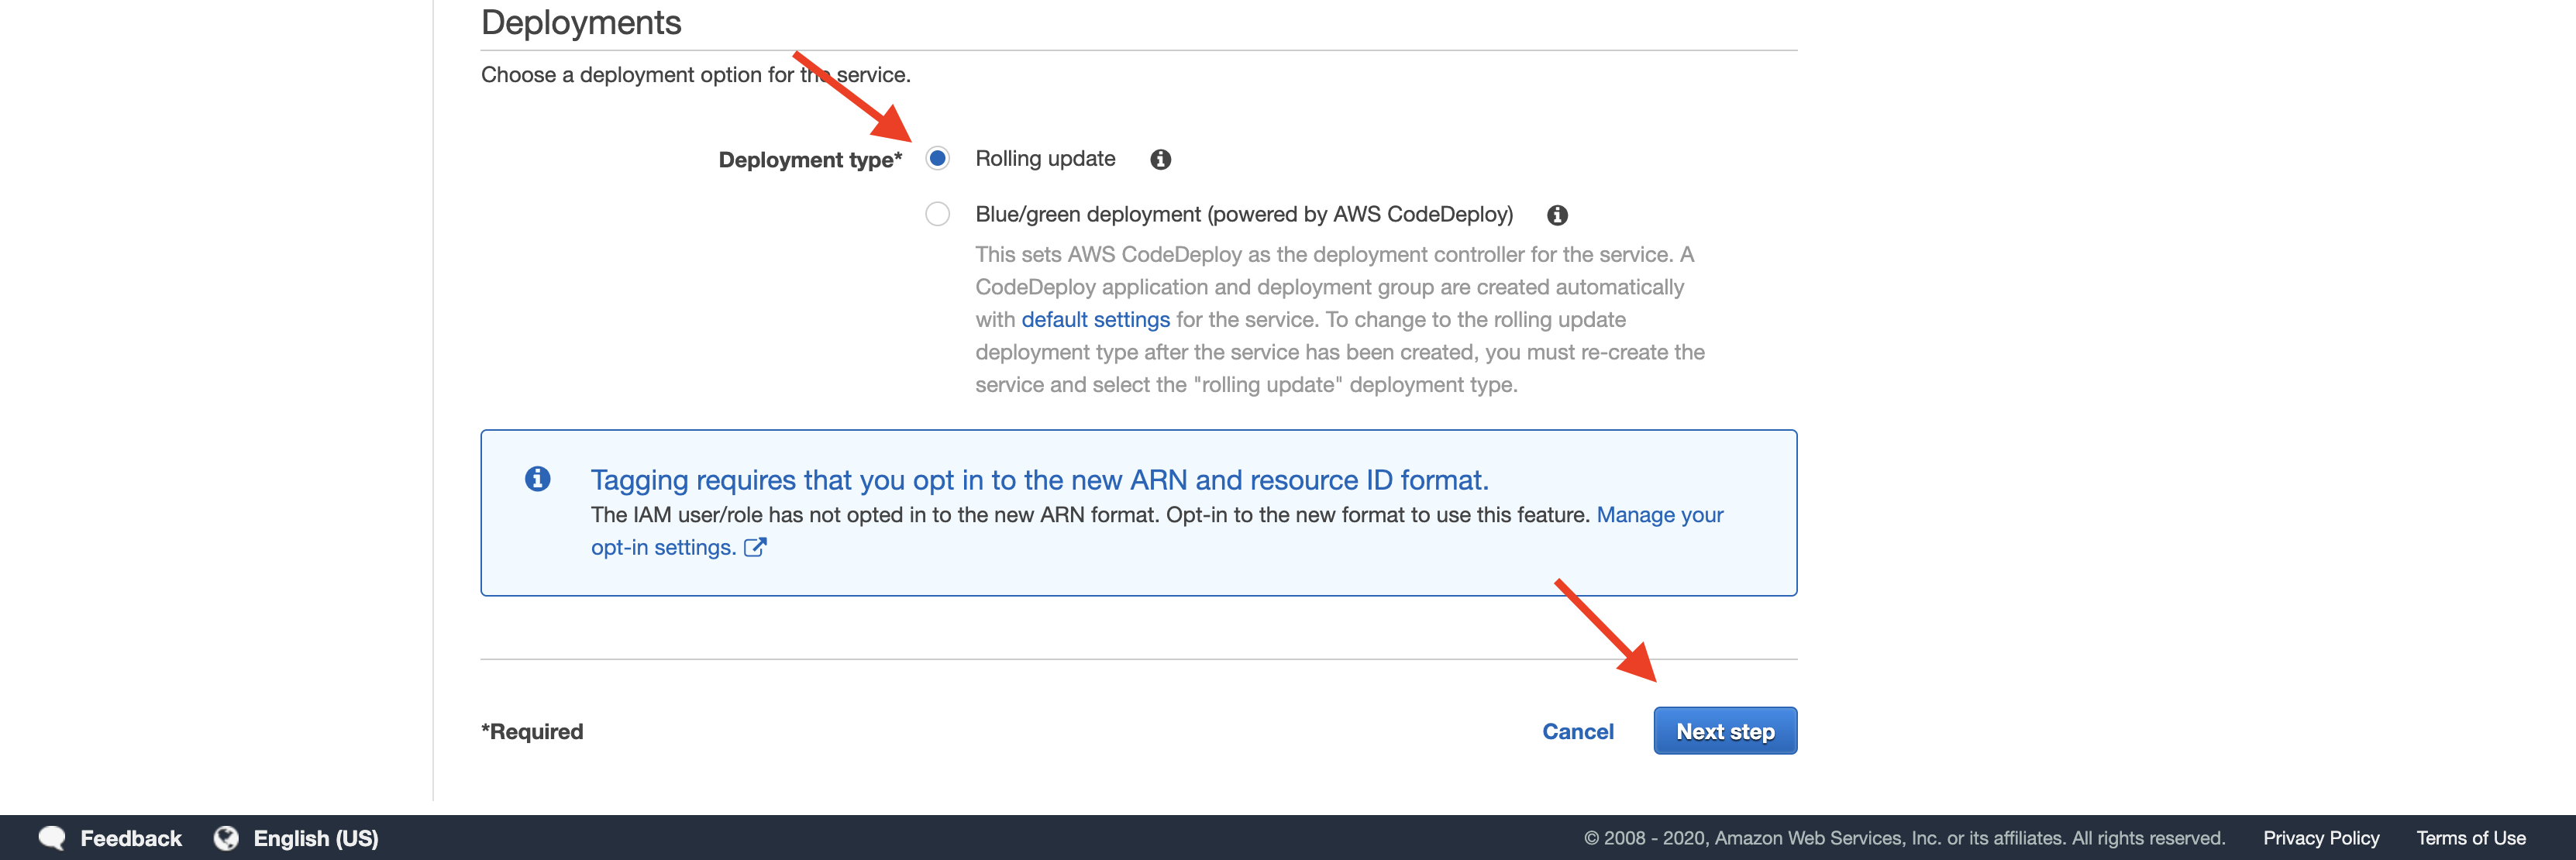 Deployments
Choose a deployment option for the service.
Deployment type* Rolling update
Blue/green deployment (powered by AWS CodeDeploy)
This sets AWS CodeDeploy as the deployment controller for the service. A
CodeDeploy application and deployment group are created automatically
with default settings for the service. To change to the rolling update
deployment type after the service has been created, you must re-create the
service and select the "rolling update" deployment type.
Tagging requires that you opt in to the new ARN and resource ID format.
The IAM user/role has not opted in to the new ARN format. Opt-in to the new format to use this feature. Manage your
opt-in settings.
*Required Cancel Next step
Feedback English (US) © 2008 - 2020, Amazon Web Services, Inc. or its affiliates. All rights reserved. Privacy Policy Terms of Use